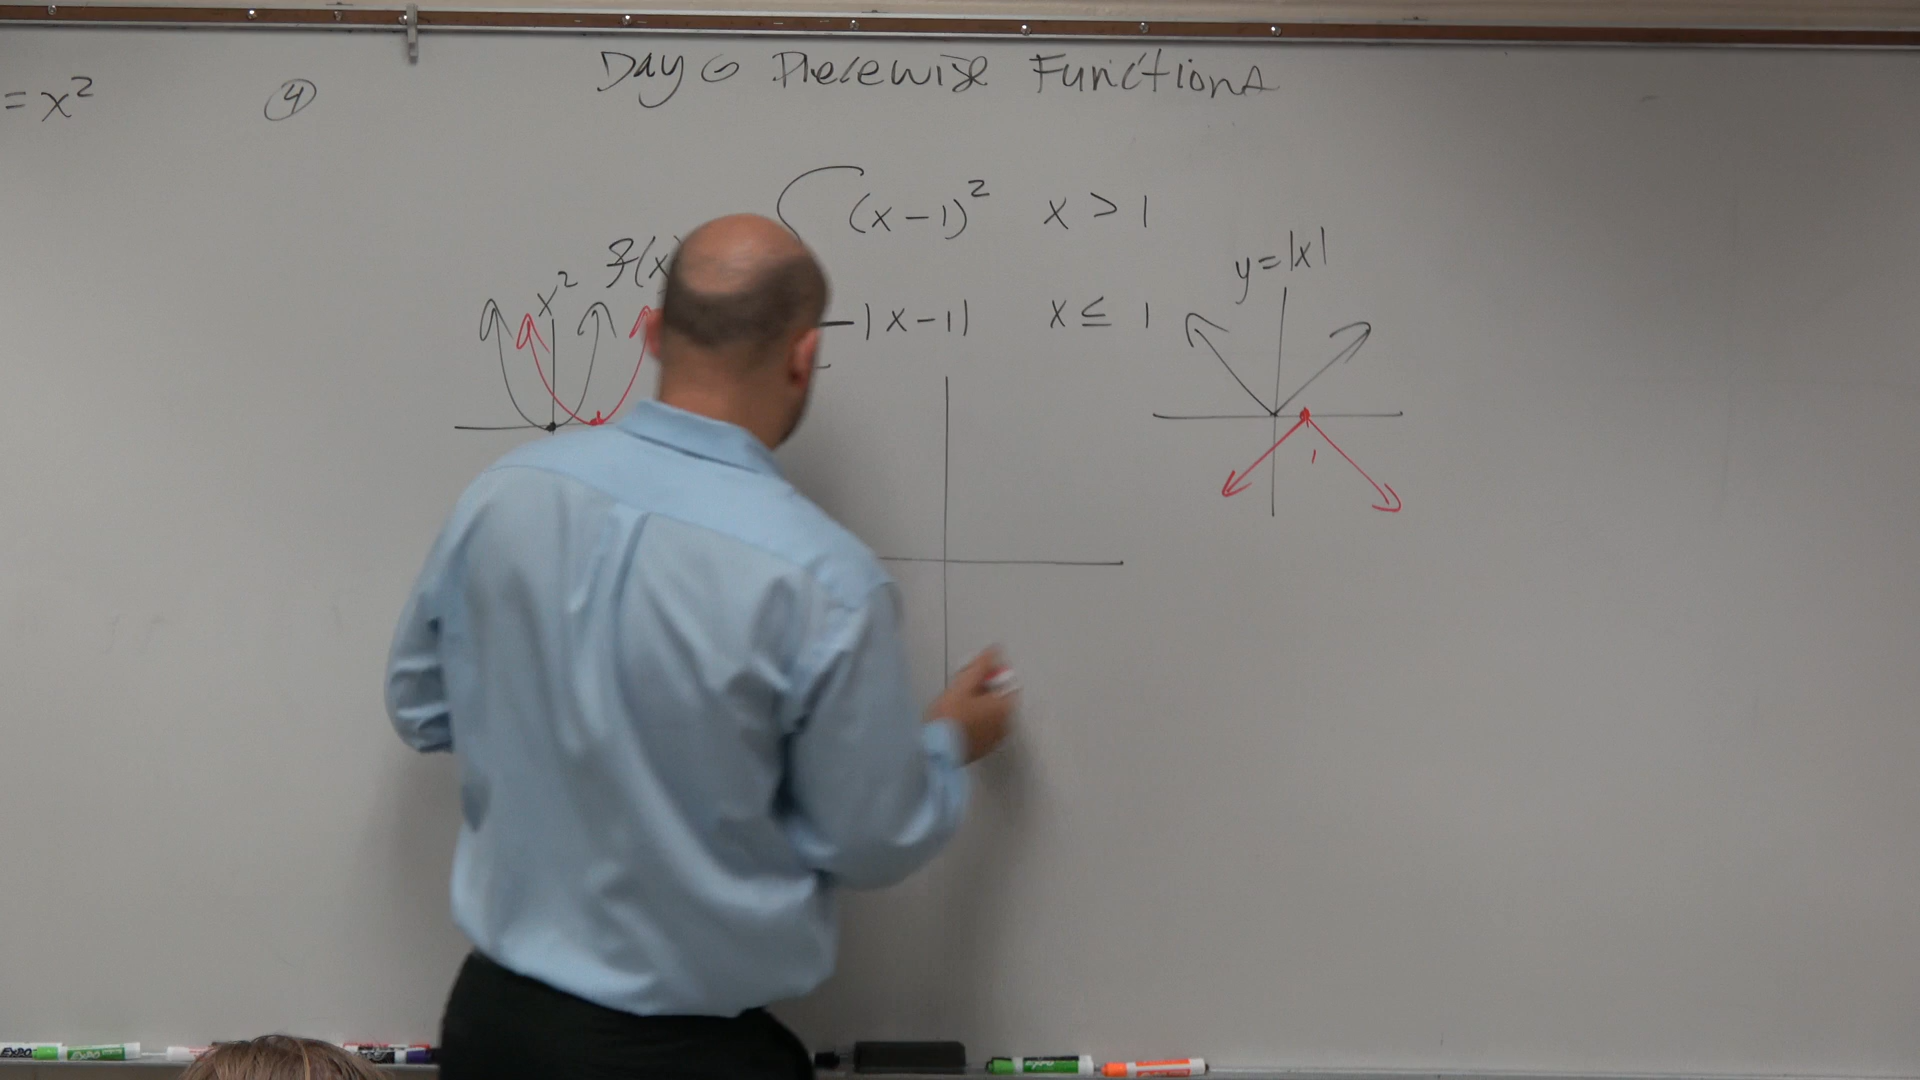 Day 6 Piecewise Functions
= x²
④
(x-1)² x > 1
f(x
x²
y=|x|
-|x-1| x ≤ 1
1
EXPO